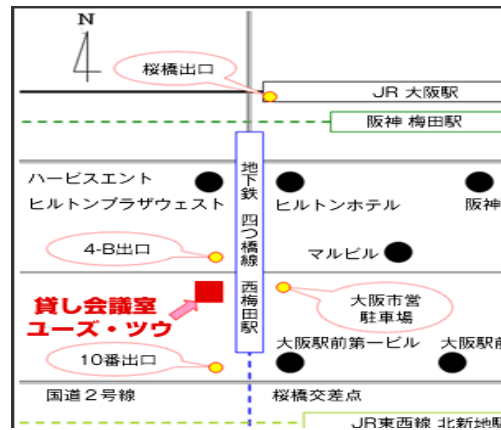 N
桜橋出口
JR 大阪駅
阪神 梅田駅
ハービスエント
ヒルトンプラザウェスト
地下鉄 四つ橋線 西梅田駅
ヒルトンホテル
阪神
4-B出口
マルビル
貸し会議室
ユーズ・ツウ
大阪市営
駐車場
10番出口
大阪駅前第一ビル
大阪駅前
国道2号線
桜橋交差点
JR東西線 北新地駅